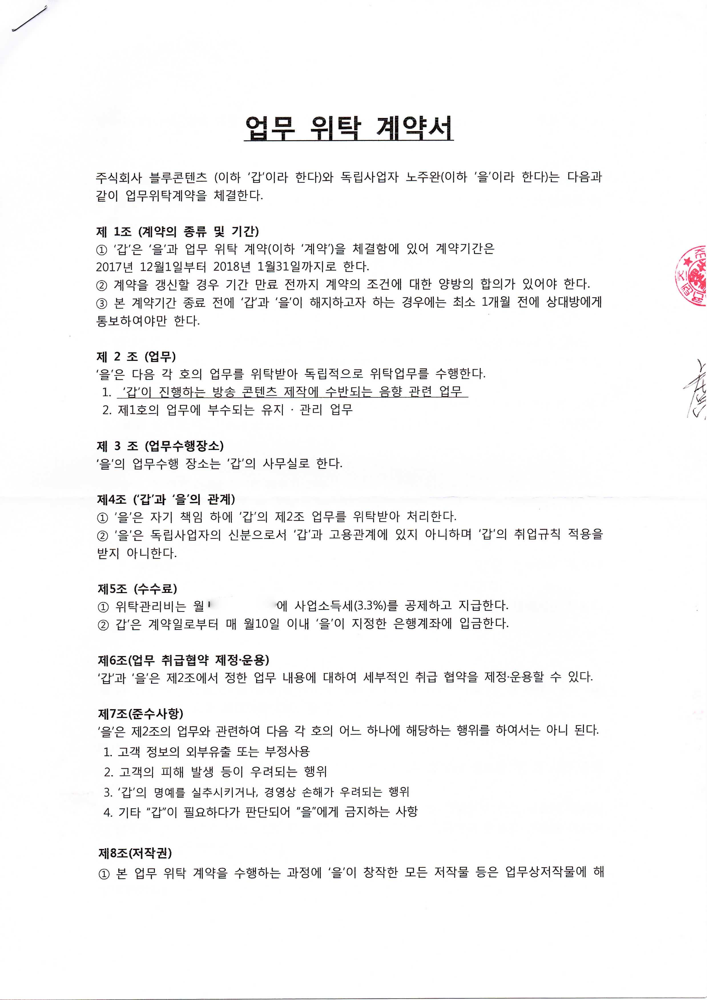 업무 위탁 계약서
주식회사 블루콘텐츠 (이하 ‘갑’이라 한다)와 독립사업자 노주완(이하 ‘을’이라 한다)는 다음과
같이 업무위탁계약을 체결한다.
제 1조 (계약의 종류 및 기간)
① ‘갑’은 ‘을’과 업무 위탁 계약(이하 ‘계약’)을 체결함에 있어 계약기간은
2017년 12월1일부터 2018년 1월31일까지로 한다.
② 계약을 갱신할 경우 기간 만료 전까지 계약의 조건에 대한 양방의 합의가 있어야 한다.
③ 본 계약기간 종료 전에 ‘갑’과 ‘을’이 해지하고자 하는 경우에는 최소 1개월 전에 상대방에게
통보하여야만 한다.
제 2 조 (업무)
‘을’은 다음 각 호의 업무를 위탁받아 독립적으로 위탁업무를 수행한다.
1. ‘갑’이 진행하는 방송 콘텐츠 제작에 수반되는 음향 관련 업무
2. 제1호의 업무에 부수되는 유지 · 관리 업무
제 3 조 (업무수행장소)
‘을’의 업무수행 장소는 ‘갑’의 사무실로 한다.
제4조 (‘갑’과 ‘을’의 관계)
① ‘을’은 자기 책임 하에 ‘갑’의 제2조 업무를 위탁받아 처리한다.
② ‘을’은 독립사업자의 신분으로서 ‘갑’과 고용관계에 있지 아니하며 ‘갑’의 취업규칙 적용을
받지 아니한다.
제5조 (수수료)
① 위탁관리비는 월 에 사업소득세(3.3%)를 공제하고 지급한다.
② 갑’은 계약일로부터 매 월10일 이내 ‘을’이 지정한 은행계좌에 입금한다.
제6조(업무 취급협약 제정·운용)
‘갑’과 ‘을’은 제2조에서 정한 업무 내용에 대하여 세부적인 취급 협약을 제정·운용할 수 있다.
제7조(준수사항)
‘을’은 제2조의 업무와 관련하여 다음 각 호의 어느 하나에 해당하는 행위를 하여서는 아니 된다.
1. 고객 정보의 외부유출 또는 부정사용
2. 고객의 피해 발생 등이 우려되는 행위
3. ‘갑’의 명예를 실추시키거나, 경영상 손해가 우려되는 행위
4. 기타 “갑”이 필요하다가 판단되어 “을”에게 금지하는 사항
제8조(저작권)
① 본 업무 위탁 계약을 수행하는 과정에 ‘을’이 창작한 모든 저작물 등은 업무상저작물에 해